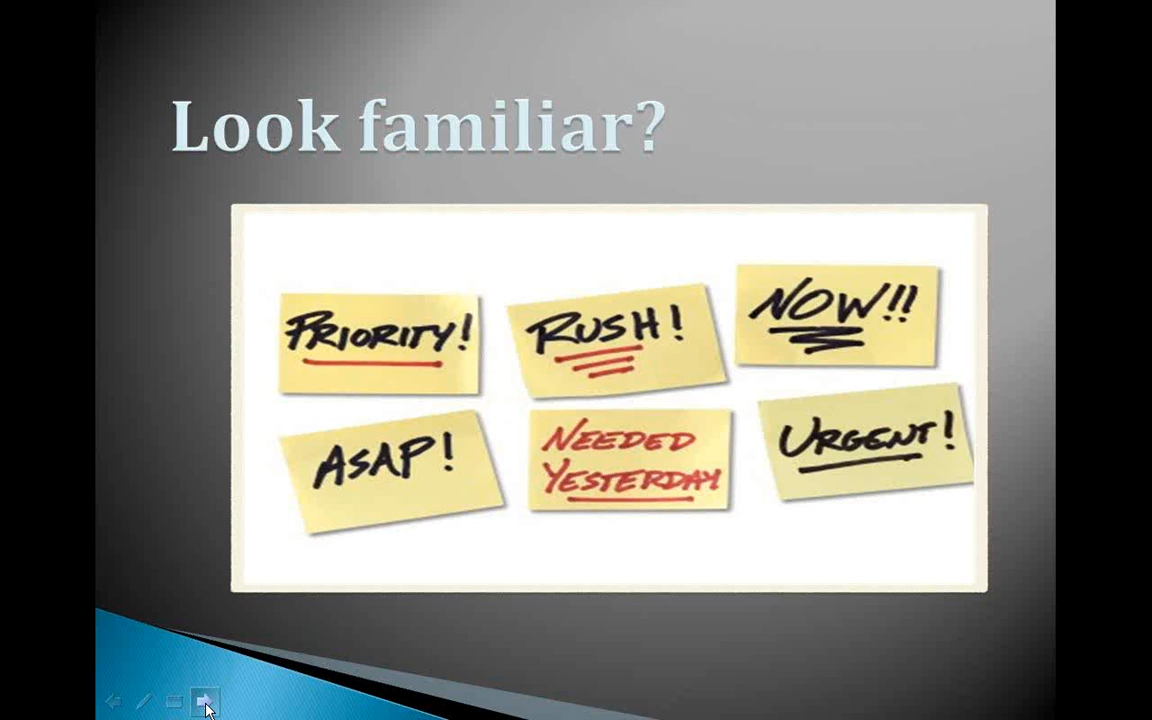 Look familiar?
PRIORITY!
RUSH!
NOW!!
ASAP!
NEEDED
YESTERDAY
URGENT!